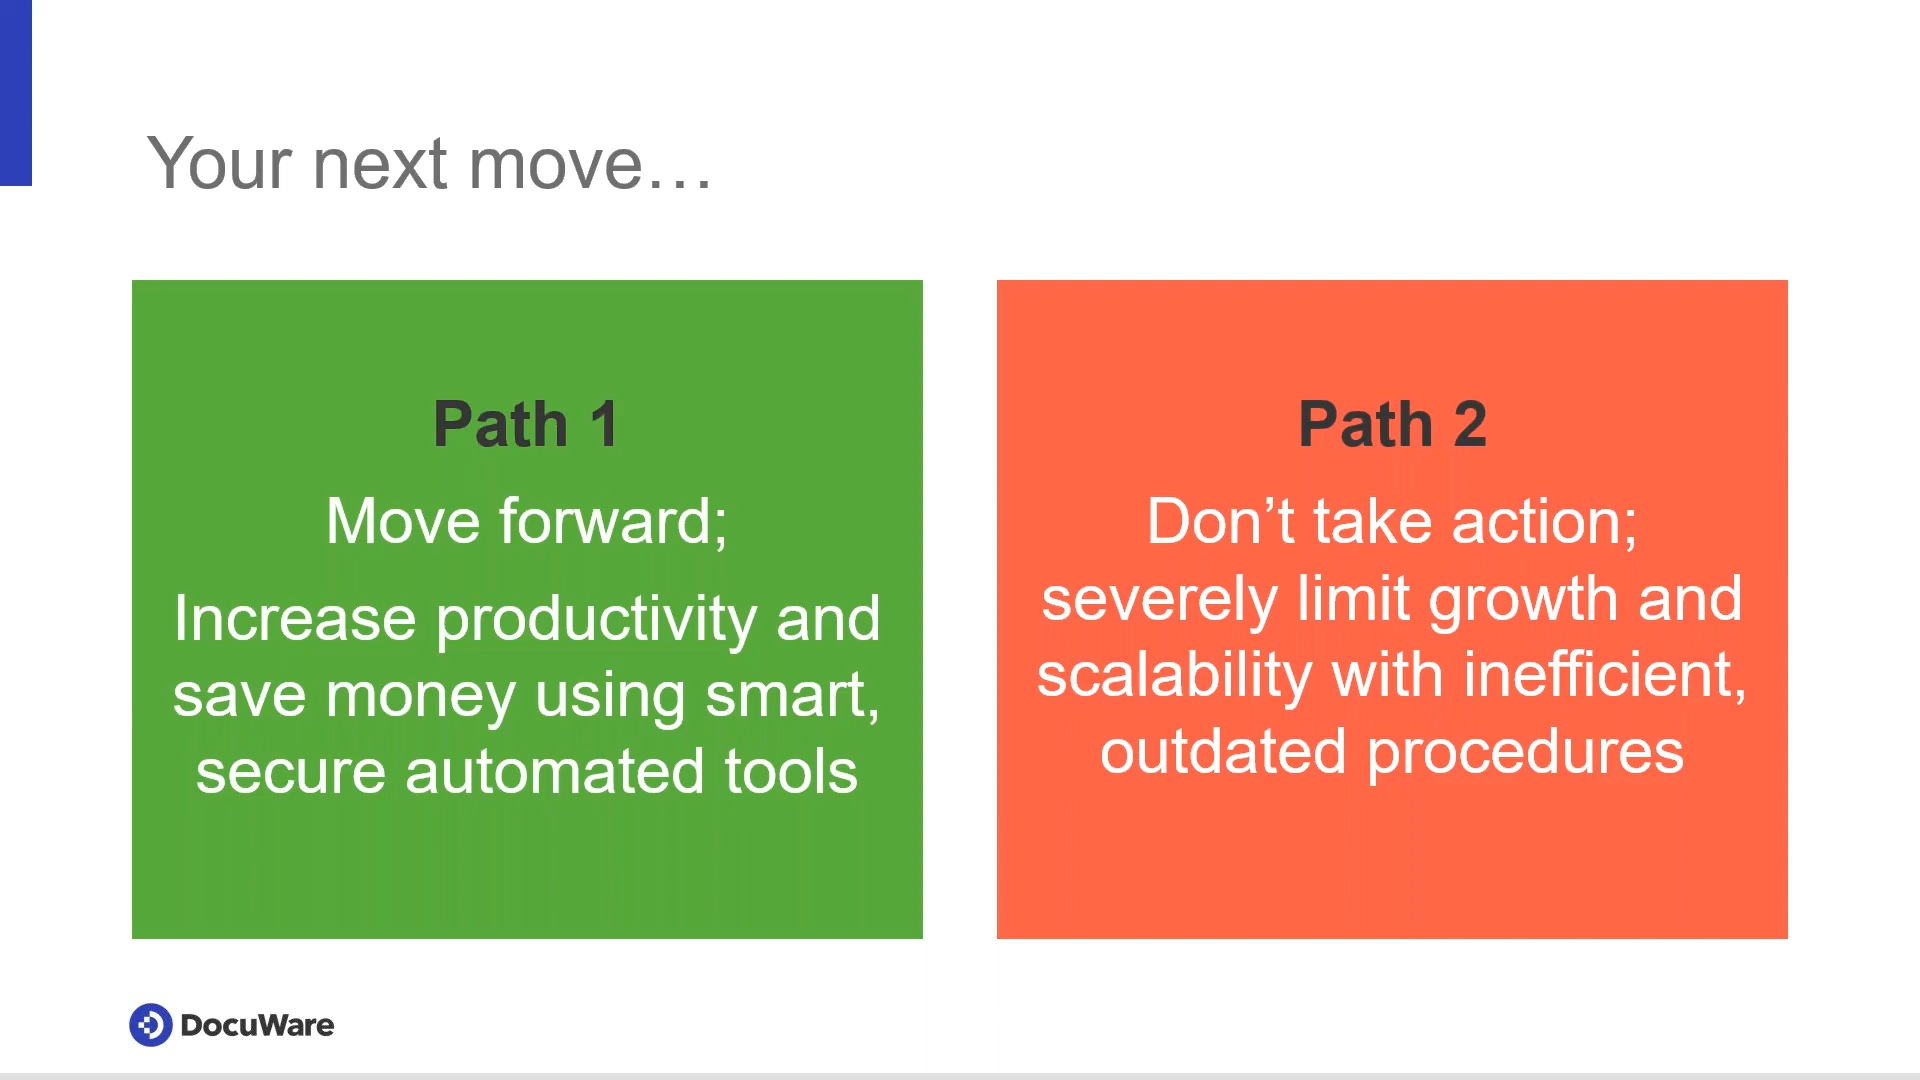 Your next move…
Path 1
Move forward;
Increase productivity and
save money using smart,
secure automated tools
Path 2
Don’t take action;
severely limit growth and
scalability with inefficient,
outdated procedures
DocuWare